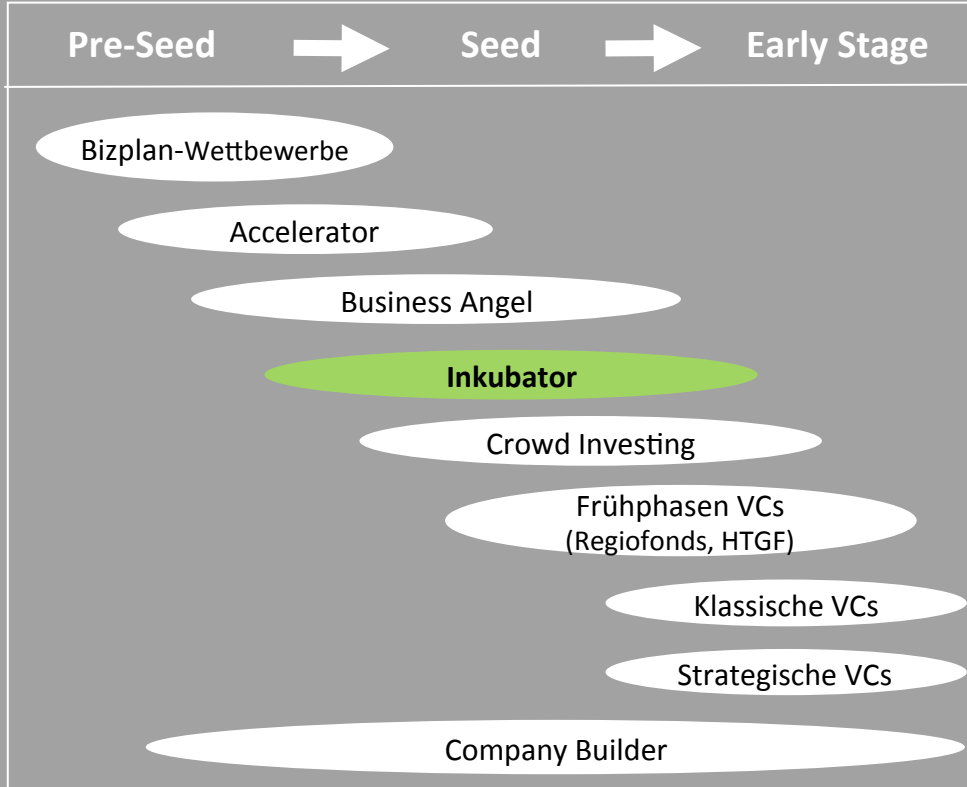 Pre-Seed Seed Early Stage
Bizplan-Wettbewerbe
Accelerator
Business Angel
Inkubator
Crowd Investing
Frühphasen VCs
(Regiofonds, HTGF)
Klassische VCs
Strategische VCs
Company Builder